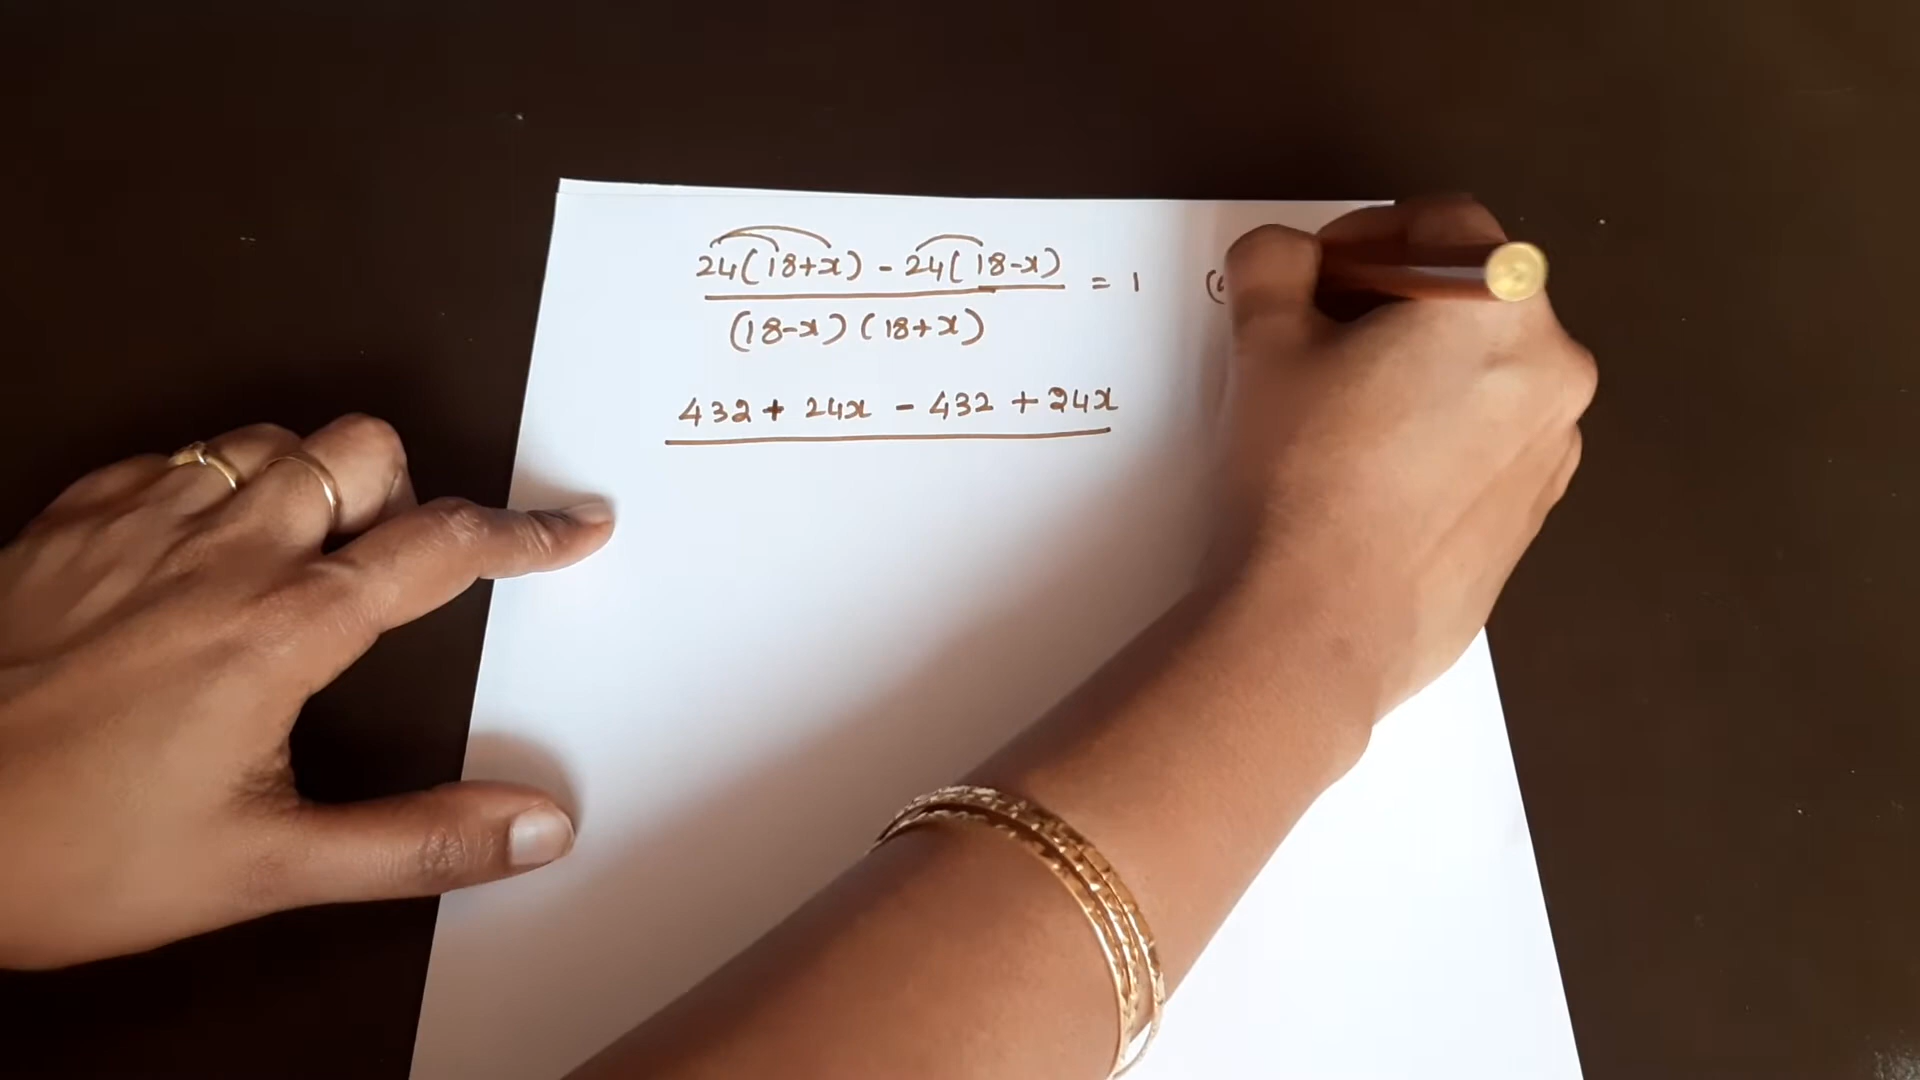 24(18+x) - 24(18-x) = 1
(18-x)(18+x)
432 + 24x - 432 + 24x